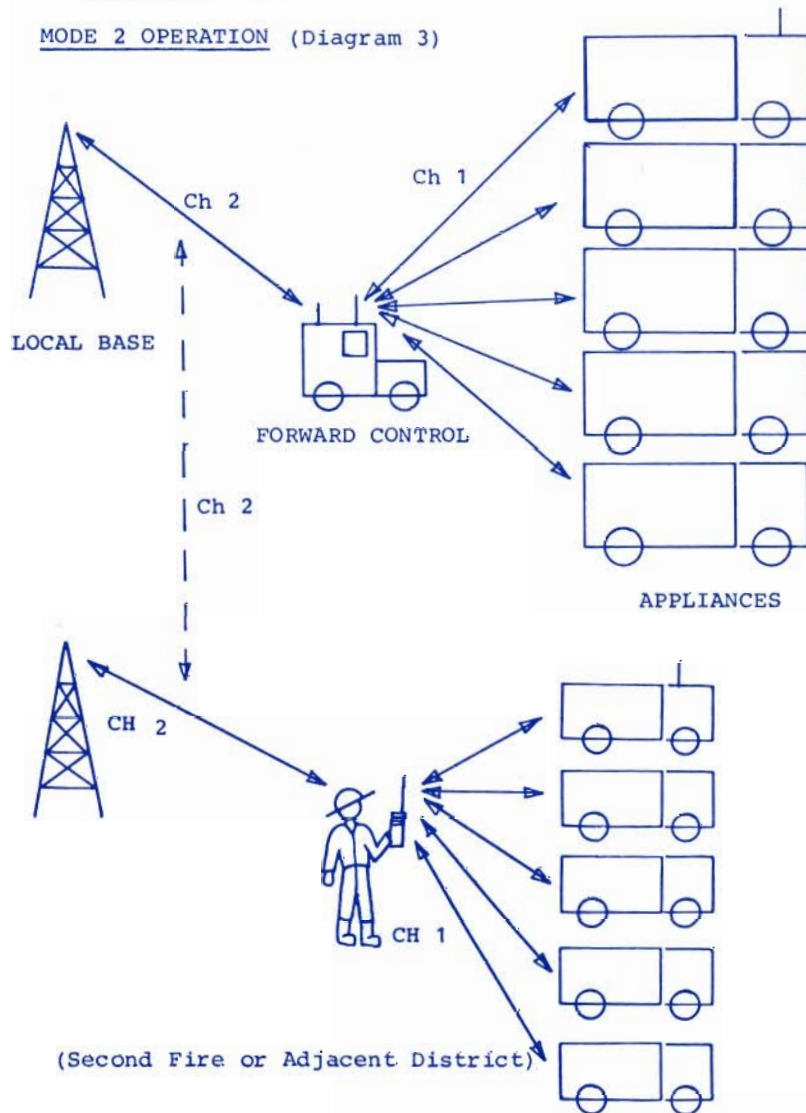 MODE 2 OPERATION (Diagram 3)
Ch 2
Ch 1
LOCAL BASE
FORWARD CONTROL
Ch 2
APPLIANCES
CH 2
CH 1
(Second Fire or Adjacent District)